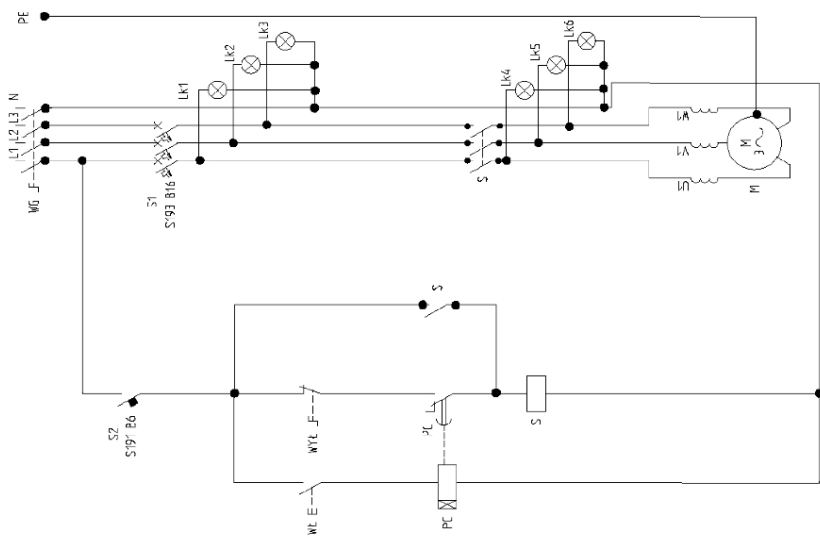 PE
N
L3
L2
L1
WG
Lk1
Lk2
Lk3
Lk4
Lk5
Lk6
S1
S193 B16
S
W1
V1
U1
M
3
M
S
S2
S191 B6
WYŁ
PC
S
WŁ
PC